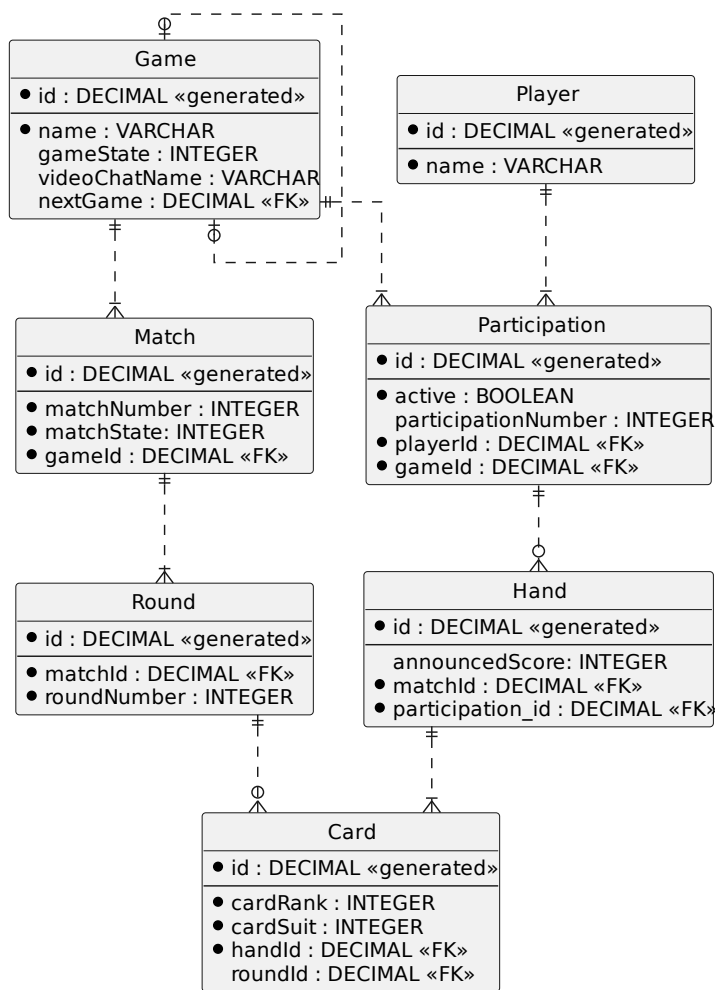 Game
id : DECIMAL «generated»
name : VARCHAR
gameState : INTEGER
videoChatName : VARCHAR
nextGame : DECIMAL «FK»
Player
id : DECIMAL «generated»
name : VARCHAR
Match
id : DECIMAL «generated»
matchNumber : INTEGER
matchState: INTEGER
gameId : DECIMAL «FK»
Participation
id : DECIMAL «generated»
active : BOOLEAN
participationNumber : INTEGER
playerId : DECIMAL «FK»
gameId : DECIMAL «FK»
Round
id : DECIMAL «generated»
matchId : DECIMAL «FK»
roundNumber : INTEGER
Hand
id : DECIMAL «generated»
announcedScore: INTEGER
matchId : DECIMAL «FK»
participation_id : DECIMAL «FK»
Card
id : DECIMAL «generated»
cardRank : INTEGER
cardSuit : INTEGER
handId : DECIMAL «FK»
roundId : DECIMAL «FK»